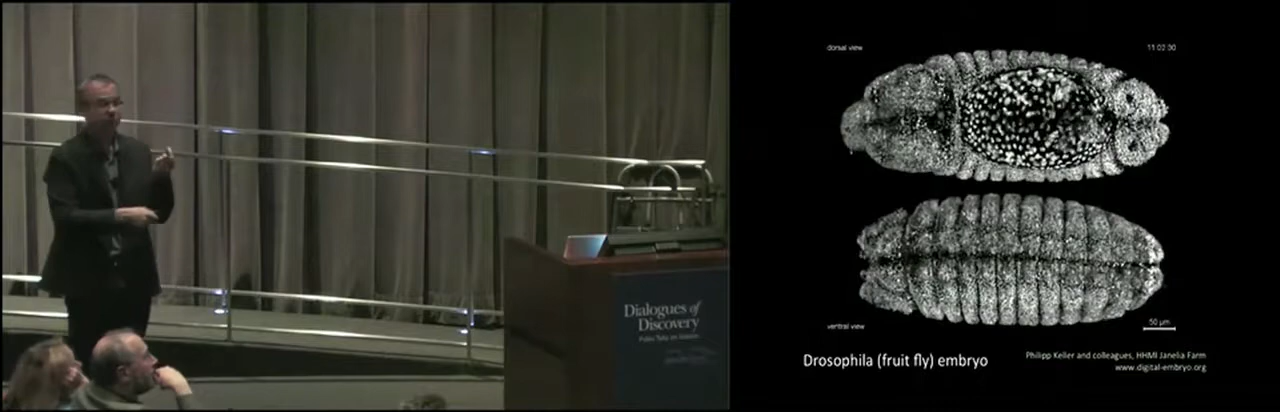 Dialogues of
Discovery
dorsal view
11:02:30
ventral view
50 µm
Drosophila (fruit fly) embryo
Philipp Keller and colleagues, HHMI Janelia Farm
www.digital-embryo.org